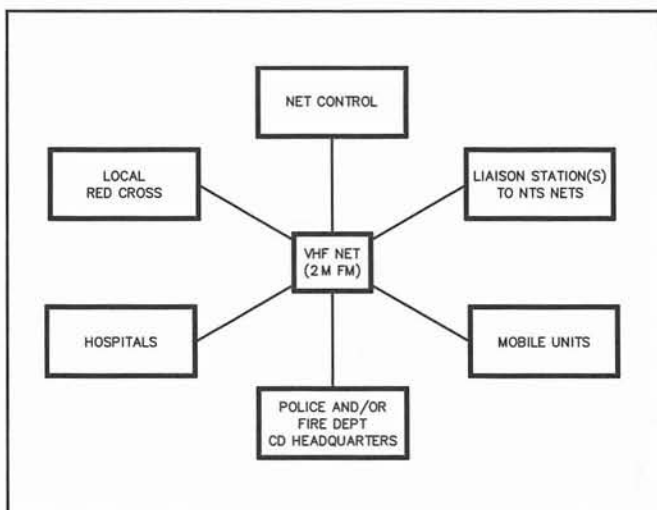 NET CONTROL
LOCAL
RED CROSS
LIAISON STATION(S)
TO NTS NETS
VHF NET
(2 M FM)
HOSPITALS
MOBILE UNITS
POLICE AND/OR
FIRE DEPT
CD HEADQUARTERS